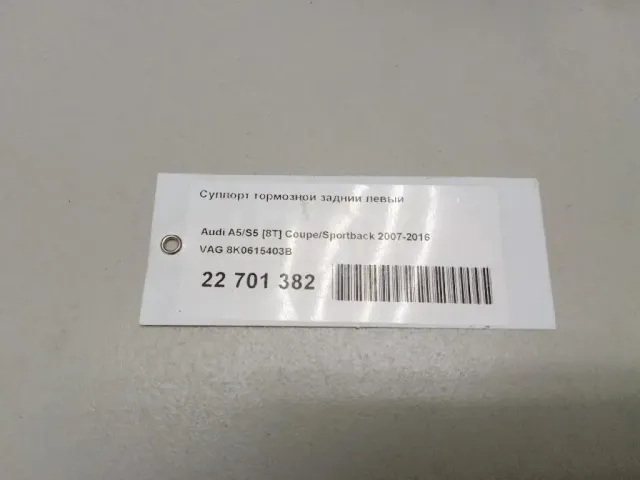 Суппорт тормозной задний левый
Audi A5/S5 [8T] Coupe/Sportback 2007-2016
VAG 8K0615403B
22 701 382